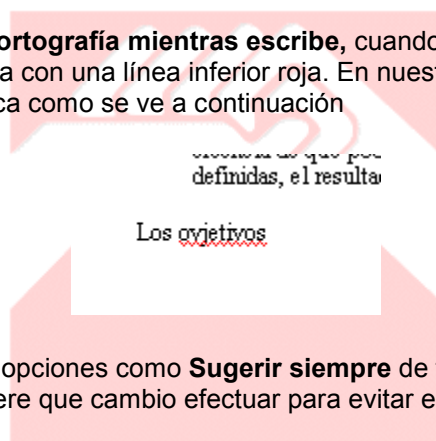 ortografía mientras escribe, cuando
a con una línea inferior roja. En nuest
ca como se ve a continuación
definidas, el resulta
Los ovjetivos
opciones como Sugerir siempre de
ere que cambio efectuar para evitar e